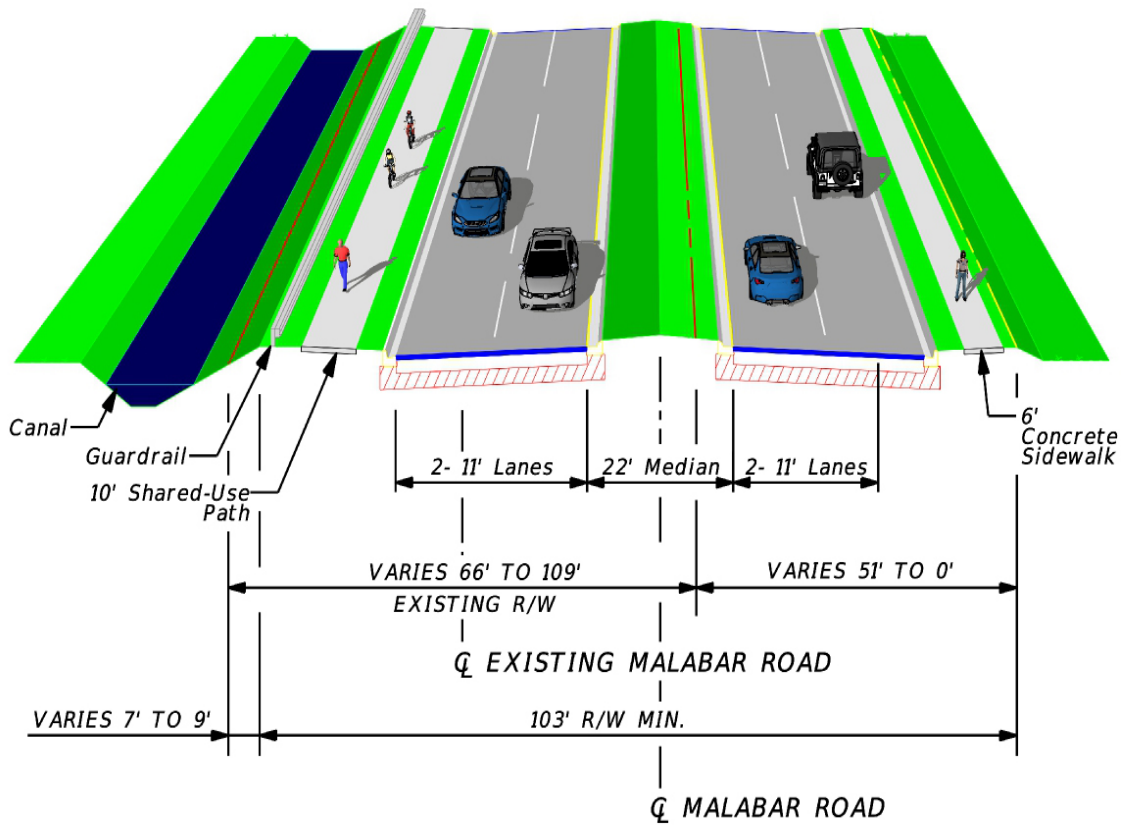 Canal
Guardrail
10' Shared-Use
Path
2- 11' Lanes
22' Median
2- 11' Lanes
6'
Concrete
Sidewalk
VARIES 66' TO 109'
EXISTING R/W
VARIES 51' TO 0'
℄ EXISTING MALABAR ROAD
VARIES 7' TO 9'
103' R/W MIN.
℄ MALABAR ROAD